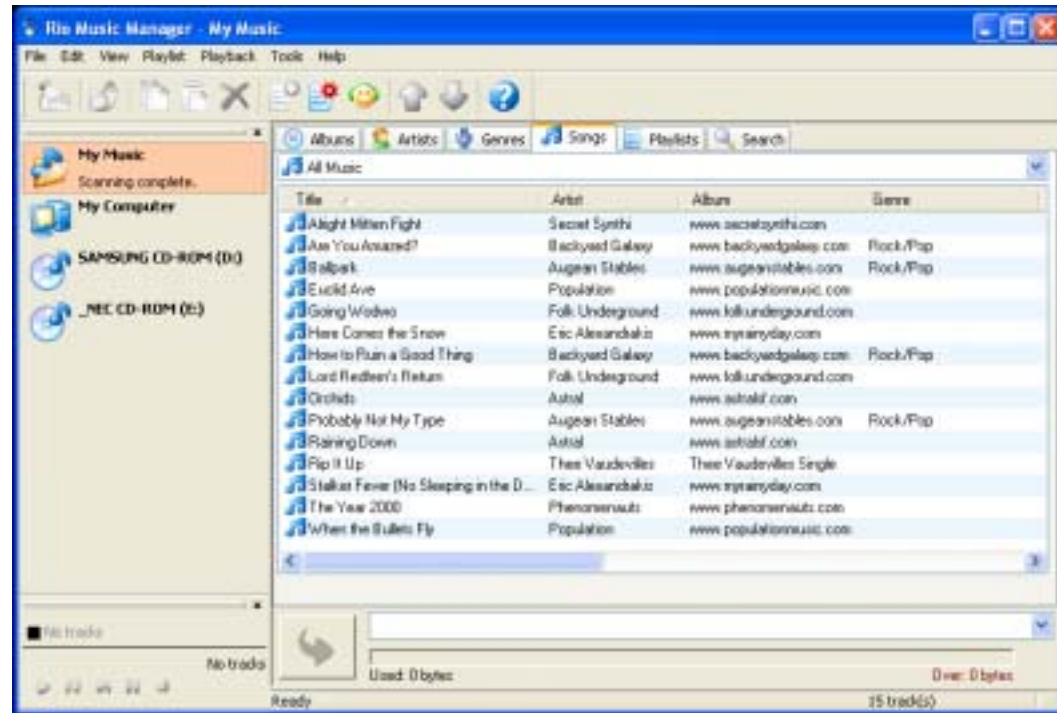 Rio Music Manager - My Music
File Edit View Playlist Playback Tools Help
Albums Artists Genres Songs Playlists Search
My Music
Scanning complete.
My Computer
SAMSUNG CD-ROM (D:)
_NEC CD-ROM (E:)
All Music
Title Artist Album Genre
Alright Mitten Fight Secret Synthi www.secretsynthi.com
Are You Amazed? Backyard Galaxy www.backyardgalaxy.com Rock/Pop
Ballpark Augean Stables www.augeanstables.com Rock/Pop
Euclid Ave Population www.populationmusic.com
Going Wodwo Folk Underground www.folkunderground.com
Here Comes the Snow Eric Alexandrakis www.myrainyday.com
How to Ruin a Good Thing Backyard Galaxy www.backyardgalaxy.com Rock/Pop
Lord Return Folk Underground www.folkunderground.com
Orchids Astral www.astralsf.com
Probably Not My Type Augean Stables www.augeanstables.com Rock/Pop
Raining Down Astral www.astralsf.com
Rip It Up Thee Vaudevilles Thee Vaudevilles Single
Stalker Fever (No Sleeping in the D... Eric Alexandrakis www.myrainyday.com
The Year 2000 Phenomenauts www.phenomenauts.com
When the Bullets Fly Population www.populationmusic.com
No tracks
No tracks
Used: 0 bytes
Over: 0 bytes
Ready
15 track(s)